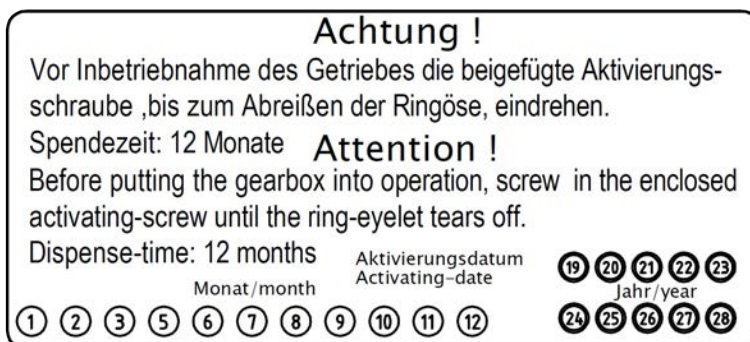 Achtung !
Vor Inbetriebnahme des Getriebes die beigefügte Aktivierungs-
schraube ,bis zum Abreißen der Ringöse, eindrehen.
Spendezeit: 12 Monate
Attention !
Before putting the gearbox into operation, screw in the enclosed
activating-screw until the ring-eyelet tears off.
Dispense-time: 12 months
Aktivierungsdatum
Activating-date
Monat/month
1 2 3 5 6 7 8 9 10 11 12
19 20 21 22 23
Jahr/year
24 25 26 27 28